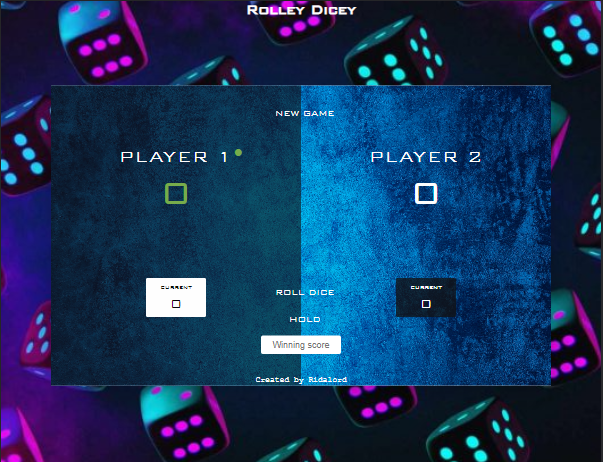 Rolley Dicey
NEW GAME
PLAYER 1
0
CURRENT
0
PLAYER 2
0
CURRENT
0
ROLL DICE
HOLD
Winning score
Created by Ridalord